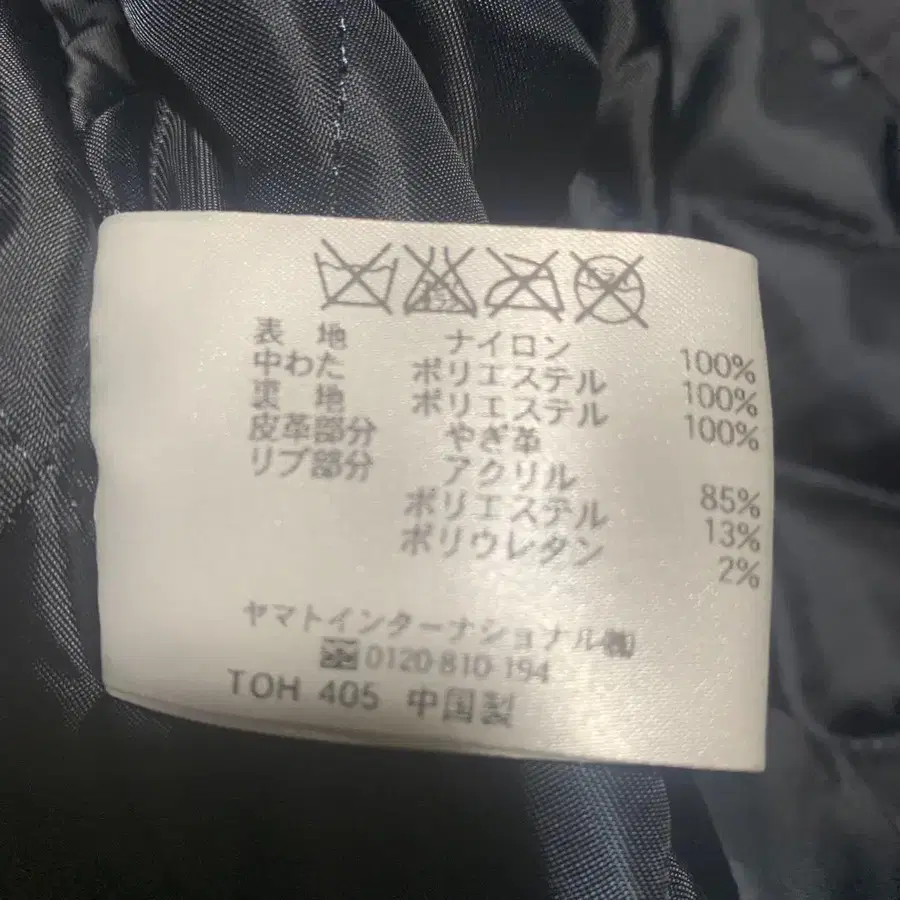 表 地 ナイロン 100%
中わた ポリエステル 100%
裏 地 ポリエステル 100%
皮革部分 やぎ革
リブ部分 アクリル 85%
ポリエステル 13%
ポリウレタン 2%
ヤマトインターナショナル㈱
0120-810-194
TOH 405 中国製